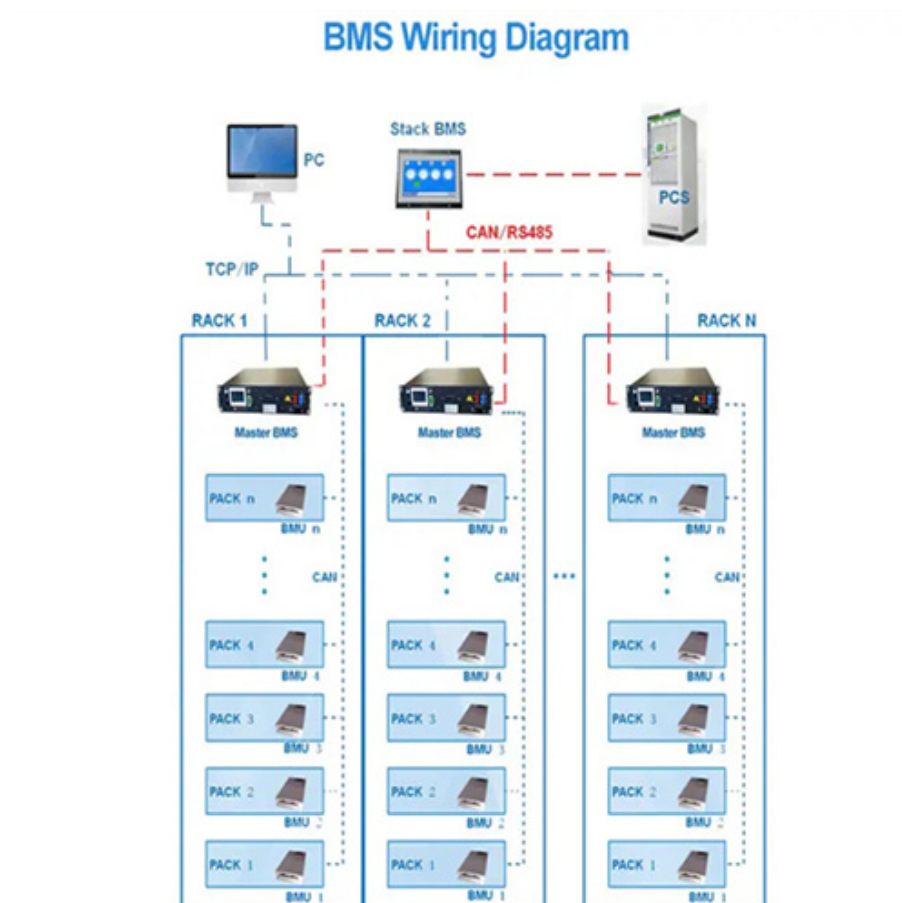 BMS Wiring Diagram
Stack BMS
PC
PCS
CAN/RS485
TCP/IP
RACK 1
RACK 2
RACK N
Master BMS
Master BMS
Master BMS
PACK n
PACK n
PACK n
BMU n
BMU n
BMU n
CAN
CAN
CAN
PACK 4
PACK 4
PACK 4
BMU 4
BMU 4
BMU 4
PACK 3
PACK 3
PACK 3
BMU 3
BMU 3
BMU 3
PACK 2
PACK 2
PACK 2
BMU 2
BMU 2
BMU 2
PACK 1
PACK 1
PACK 1
BMU 1
BMU 1
BMU 1